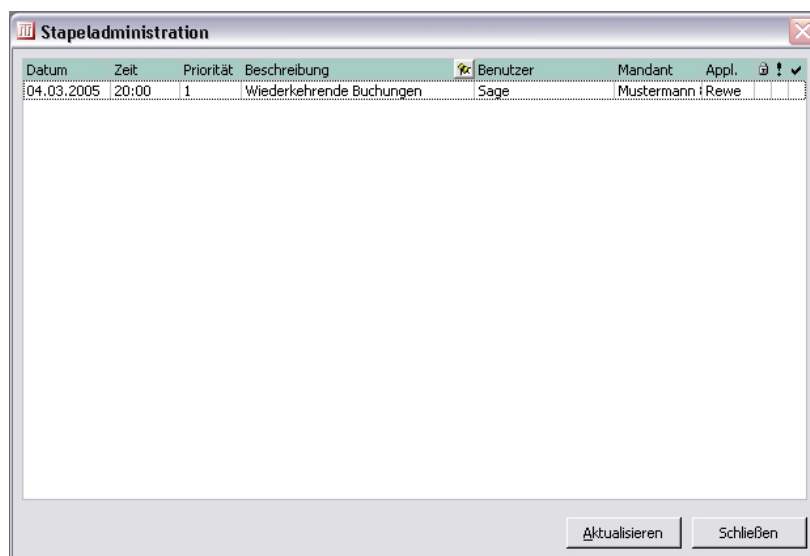 Stapeladministration
Datum Zeit Priorität Beschreibung Benutzer Mandant Appl.
04.03.2005 20:00 1 Wiederkehrende Buchungen Sage Mustermann Rewe
Aktualisieren Schließen